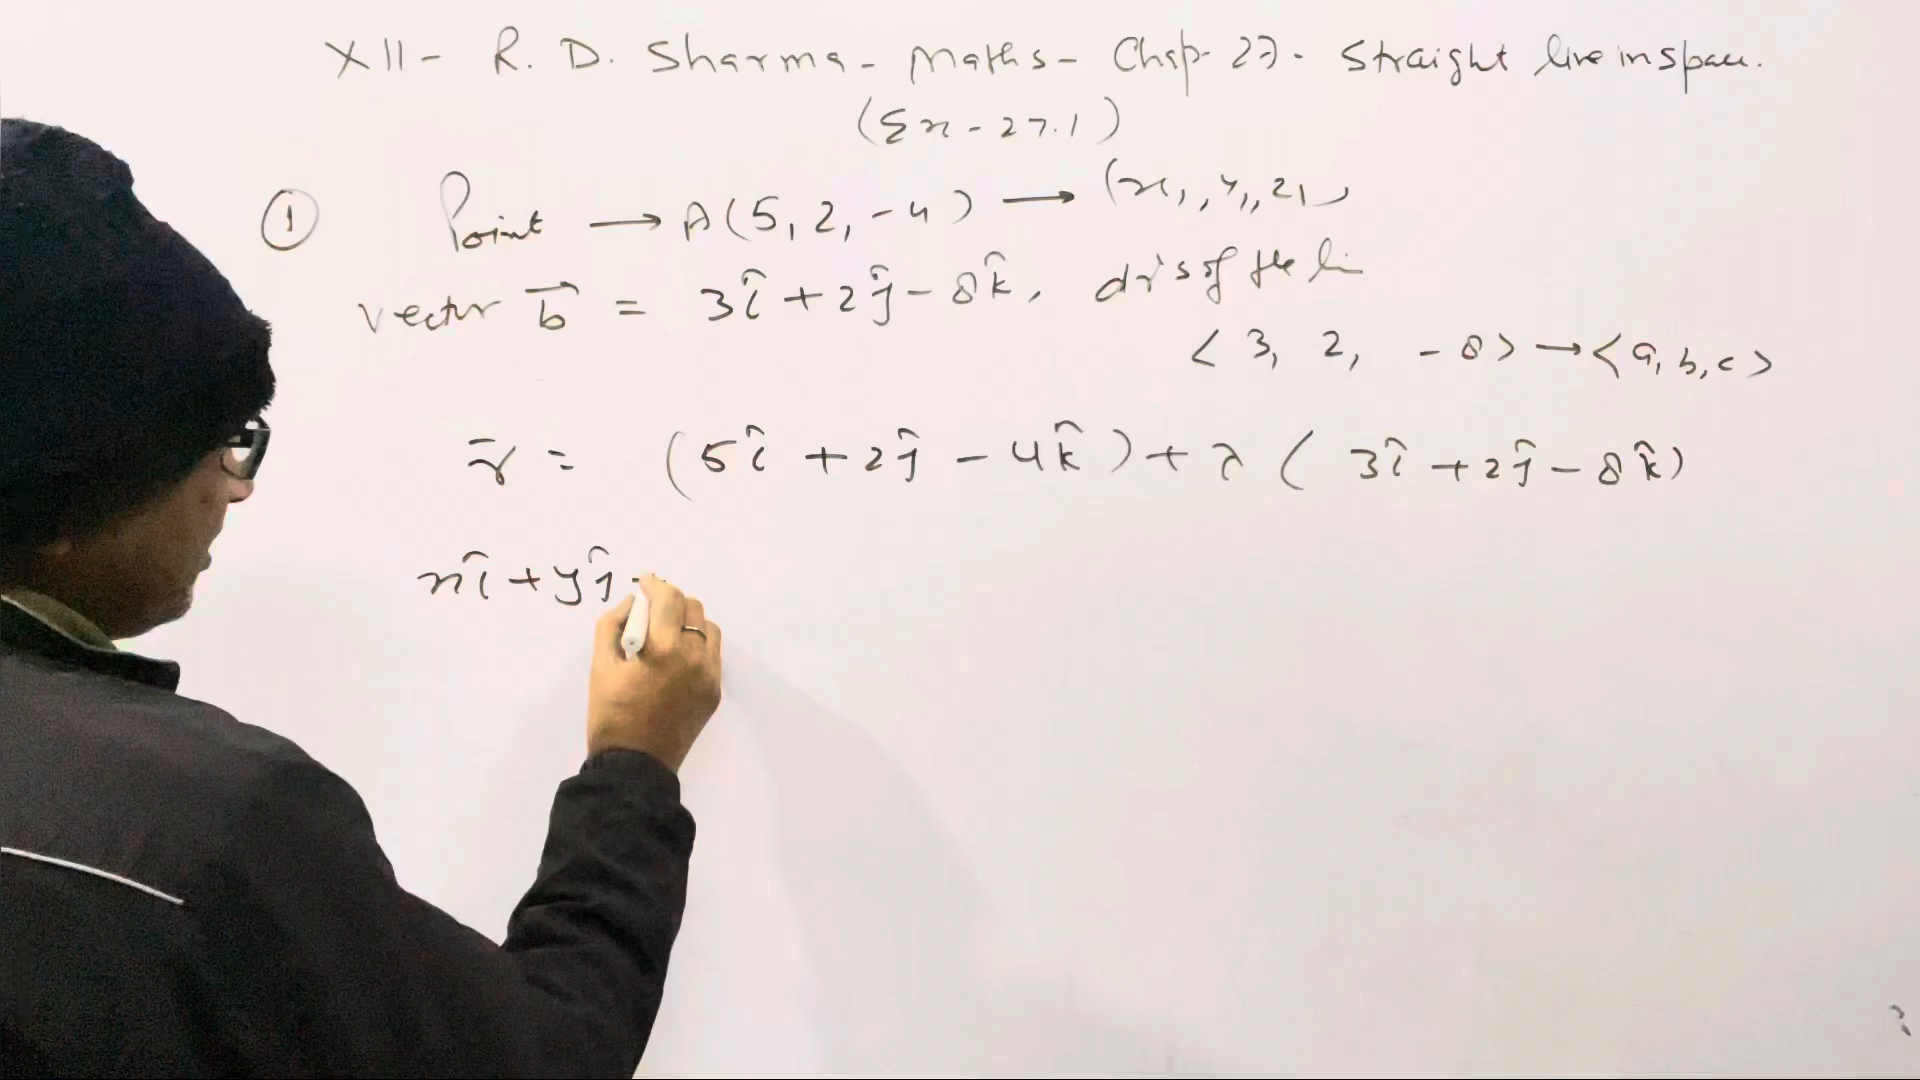 XII - R. D. Sharma - Maths - Chap - 27 - Straight line in space.
(Ex - 27.1)
① Point → A(5, 2, -4) → (x₁, y₁, z₁)
vector b⃗ = 3î + 2ĵ - 8k̂, dr's of the line
< 3, 2, -8 > → < a, b, c >
r̄ = (5î + 2ĵ - 4k̂) + λ ( 3î + 2ĵ - 8k̂)
xî + yĵ +